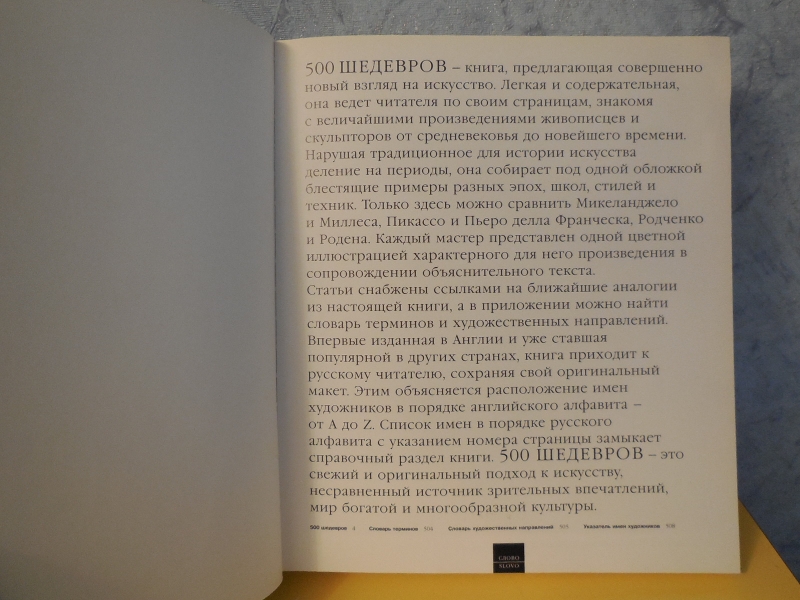 500 ШЕДЕВРОВ – книга, предлагающая совершенно
новый взгляд на искусство. Легкая и содержательная,
она ведет читателя по своим страницам, знакомя
с величайшими произведениями живописцев и
скульпторов от средневековья до новейшего времени.
Нарушая традиционное для истории искусства
деление на периоды, она собирает под одной обложкой
блестящие примеры разных эпох, школ, стилей и
техник. Только здесь можно сравнить Микеланджело
и Миллеса, Пикассо и Пьеро делла Франческа, Родченко
и Родена. Каждый мастер представлен одной цветной
иллюстрацией характерного для него произведения в
сопровождении объяснительного текста.
Статьи снабжены ссылками на ближайшие аналогии
из настоящей книги, а в приложении можно найти
словарь терминов и художественных направлений.
Впервые изданная в Англии и уже ставшая
популярной в других странах, книга приходит к
русскому читателю, сохраняя свой оригинальный
макет. Этим объясняется расположение имен
художников в порядке английского алфавита –
от A до Z. Список имен в порядке русского
алфавита с указанием номера страницы замыкает
справочный раздел книги. 500 ШЕДЕВРОВ – это
свежий и оригинальный подход к искусству,
несравненный источник зрительных впечатлений,
мир богатой и многообразной культуры.
500 шедевров 4 Словарь терминов 504 Словарь художественных направлений 505 Указатель имен художников 508
СЛОВО
SLOVO